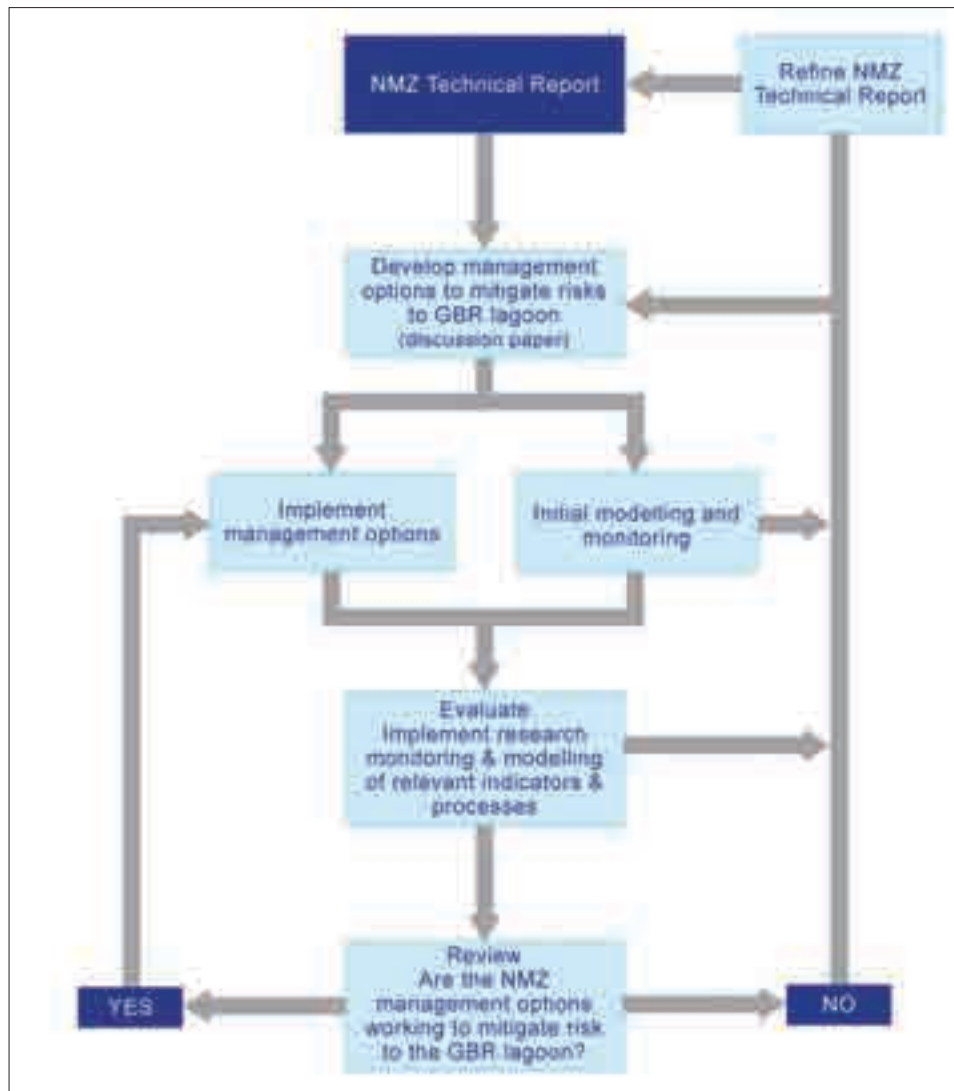 NMZ Technical Report
Refine NMZ
Technical Report
Develop management
options to mitigate risks
to GBR lagoon
(discussion paper)
Implement
management options
Initial modelling and
monitoring
Evaluate
Implement research
monitoring & modelling
of relevant indicators &
processes
Review
Are the NMZ
management options
working to mitigate risk
to the GBR lagoon?
YES
NO